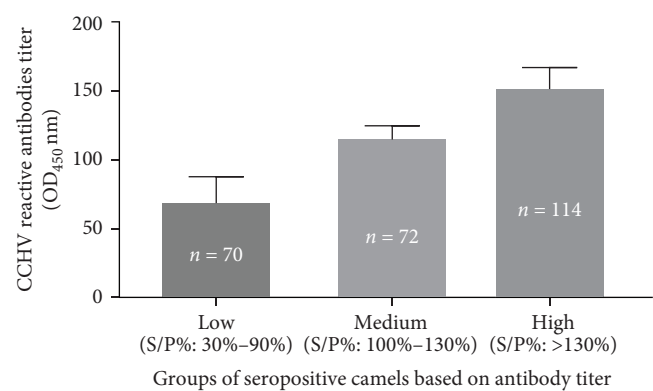 CCHV reactive antibodies titer
(OD450 nm)
200
150
100
50
0
n = 70
n = 72
n = 114
Low
(S/P%: 30%–90%)
Medium
(S/P%: 100%–130%)
High
(S/P%: >130%)
Groups of seropositive camels based on antibody titer